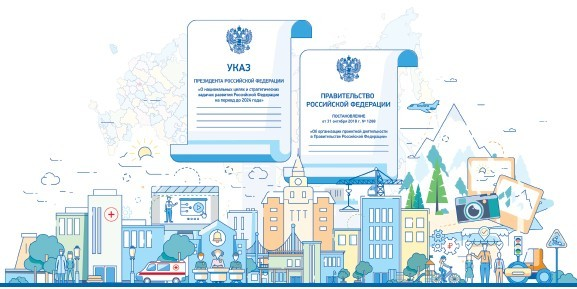 УКАЗ
ПРЕЗИДЕНТА РОССИЙСКОЙ ФЕДЕРАЦИИ
«О национальных целях и стратегических
задачах развития Российской Федерации
на период до 2024 года»
ПРАВИТЕЛЬСТВО
РОССИЙСКОЙ ФЕДЕРАЦИИ
ПОСТАНОВЛЕНИЕ
от 31 октября 2018 г. № 1288
«Об организации проектной деятельности
в Правительстве Российской Федерации»